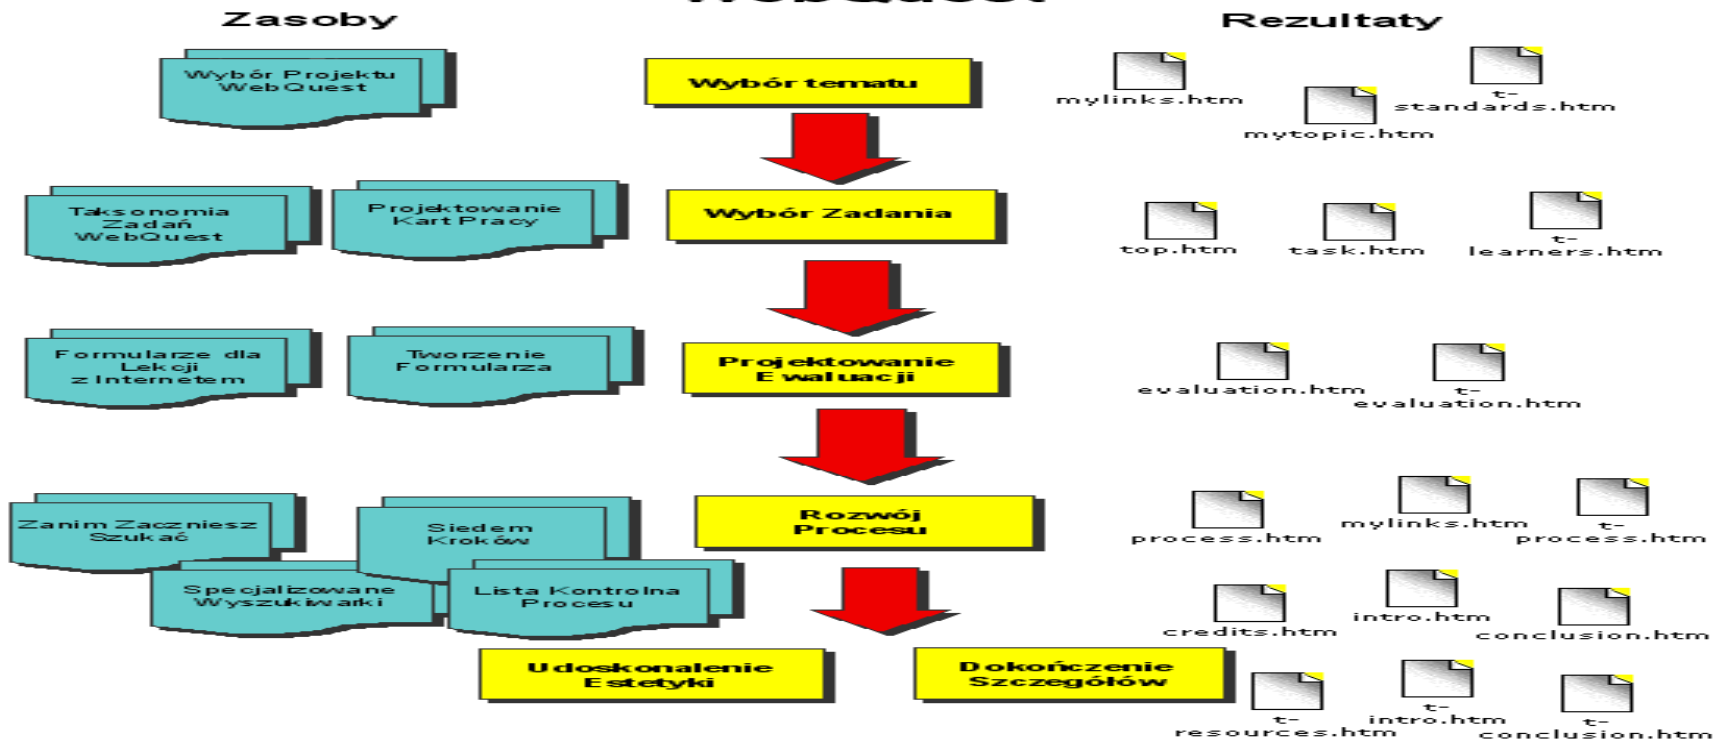 WebQuest
Zasoby
Rezultaty
Wybór Projektu
WebQuest
Wybór tematu
mylinks.htm
mytopic.htm
t-
standards.htm
Taksonomia
Zadań
WebQuest
Projektowanie
Kart Pracy
Wybór Zadania
top.htm
task.htm
t-
learners.htm
Formularze dla
Lekcji
z Internetem
Tworzenie
Formularza
Projektowanie
Ewaluacji
evaluation.htm
t-
evaluation.htm
Zanim Zaczniesz
Szukać
Siedem
Kroków
Specjalizowane
Wyszukiwarki
Lista Kontrolna
Procesu
Rozwój
Procesu
process.htm
mylinks.htm
t-
process.htm
credits.htm
intro.htm
conclusion.htm
Udoskonalenie
Estetyki
Dokończenie
Szczegółów
t-
resources.htm
t-
intro.htm
t-
conclusion.htm